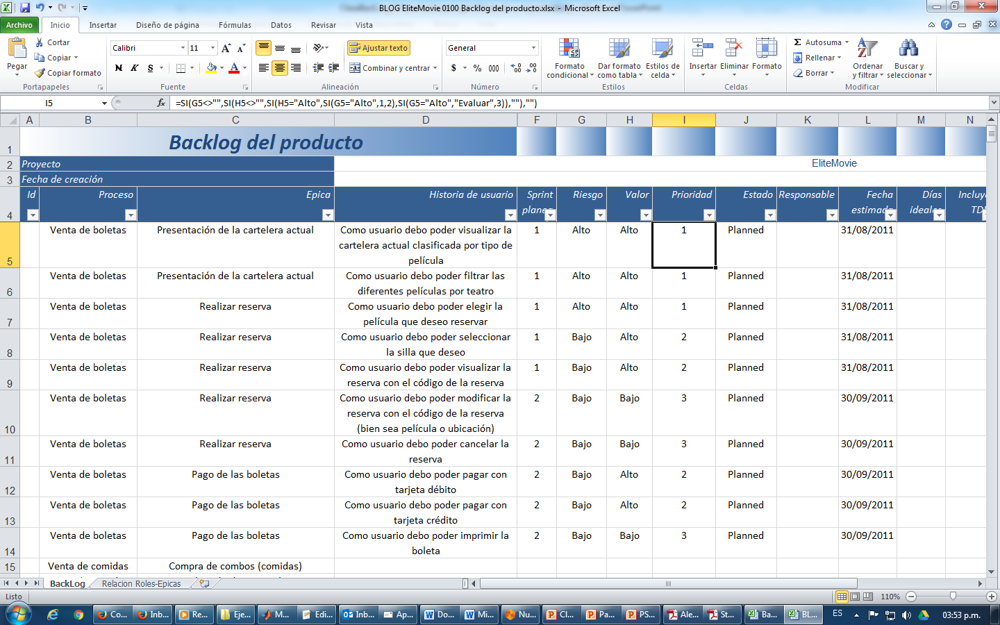 BLOG EliteMovie 0100 Backlog del producto.xlsx - Microsoft Excel
Archivo Inicio Insertar Diseño de página Fórmulas Datos Revisar Vista
Pegar
Cortar
Copiar
Copiar formato
Portapapeles
Calibri 11
N K S A
Fuente
Ajustar texto
Combinar y centrar
Alineación
General
$ % 000
Número
Formato condicional
Dar formato como tabla
Estilos de celda
Estilos
Insertar Eliminar Formato
Celdas
Σ Autosuma
Rellenar
Borrar
Ordenar y filtrar
Buscar y seleccionar
Modificar
I5 fx =SI(G5<>"",SI(H5<>"",SI(H5="Alto",SI(G5="Alto",1,2),SI(G5="Alto","Evaluar",3)),""),"")
A B C D F G H I J K L M N
1 Backlog del producto
2 Proyecto EliteMovie
3 Fecha de creación
4 Id Proceso Epica Historia de usuario Sprint Riesgo Valor Prioridad Estado Responsable Fecha estimada Días ideales
5 Venta de boletas Presentación de la cartelera actual Como usuario debo poder visualizar la cartelera actual clasificada por tipo de película 1 Alto Alto 1 Planned 31/08/2011
6 Venta de boletas Presentación de la cartelera actual Como usuario debo poder filtrar las diferentes películas por teatro 1 Alto Alto 1 Planned 31/08/2011
7 Venta de boletas Realizar reserva Como usuario debo poder elegir la película que deseo reservar 1 Alto Alto 1 Planned 31/08/2011
8 Venta de boletas Realizar reserva Como usuario debo poder seleccionar la silla que deseo 1 Bajo Alto 2 Planned 31/08/2011
9 Venta de boletas Realizar reserva Como usuario debo poder visualizar la reserva con el código de la reserva 1 Bajo Alto 2 Planned 31/08/2011
10 Venta de boletas Realizar reserva Como usuario debo poder modificar la reserva con el código de la reserva (bien sea película o ubicación) 2 Bajo Bajo 3 Planned 30/09/2011
11 Venta de boletas Realizar reserva Como usuario debo poder cancelar la reserva 2 Bajo Bajo 3 Planned 30/09/2011
12 Venta de boletas Pago de las boletas Como usuario debo poder pagar con tarjeta débito 2 Bajo Alto 2 Planned 30/09/2011
13 Venta de boletas Pago de las boletas Como usuario debo poder pagar con tarjeta crédito 2 Bajo Alto 2 Planned 30/09/2011
14 Venta de boletas Pago de las boletas Como usuario debo poder imprimir la boleta 2 Bajo Bajo 3 Planned 30/09/2011
15 Venta de comidas Compra de combos (comidas)
BackLog Relacion Roles-Epicas
Listo 110%
Co... Inb... Re... Eje... M... Edi... Inb... Ap... Do... Mi... Nu... Cl... Pa... PS... Ale... St... Ba... BL... ES 03:53 p.m.